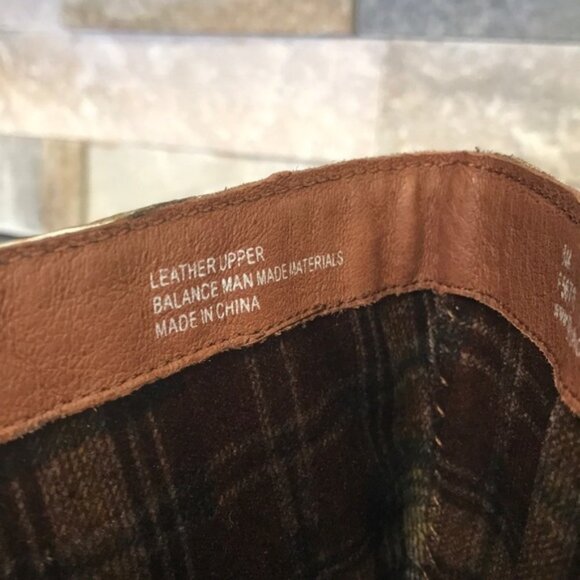 LEATHER UPPER
BALANCE MAN MADE MATERIALS
MADE IN CHINA